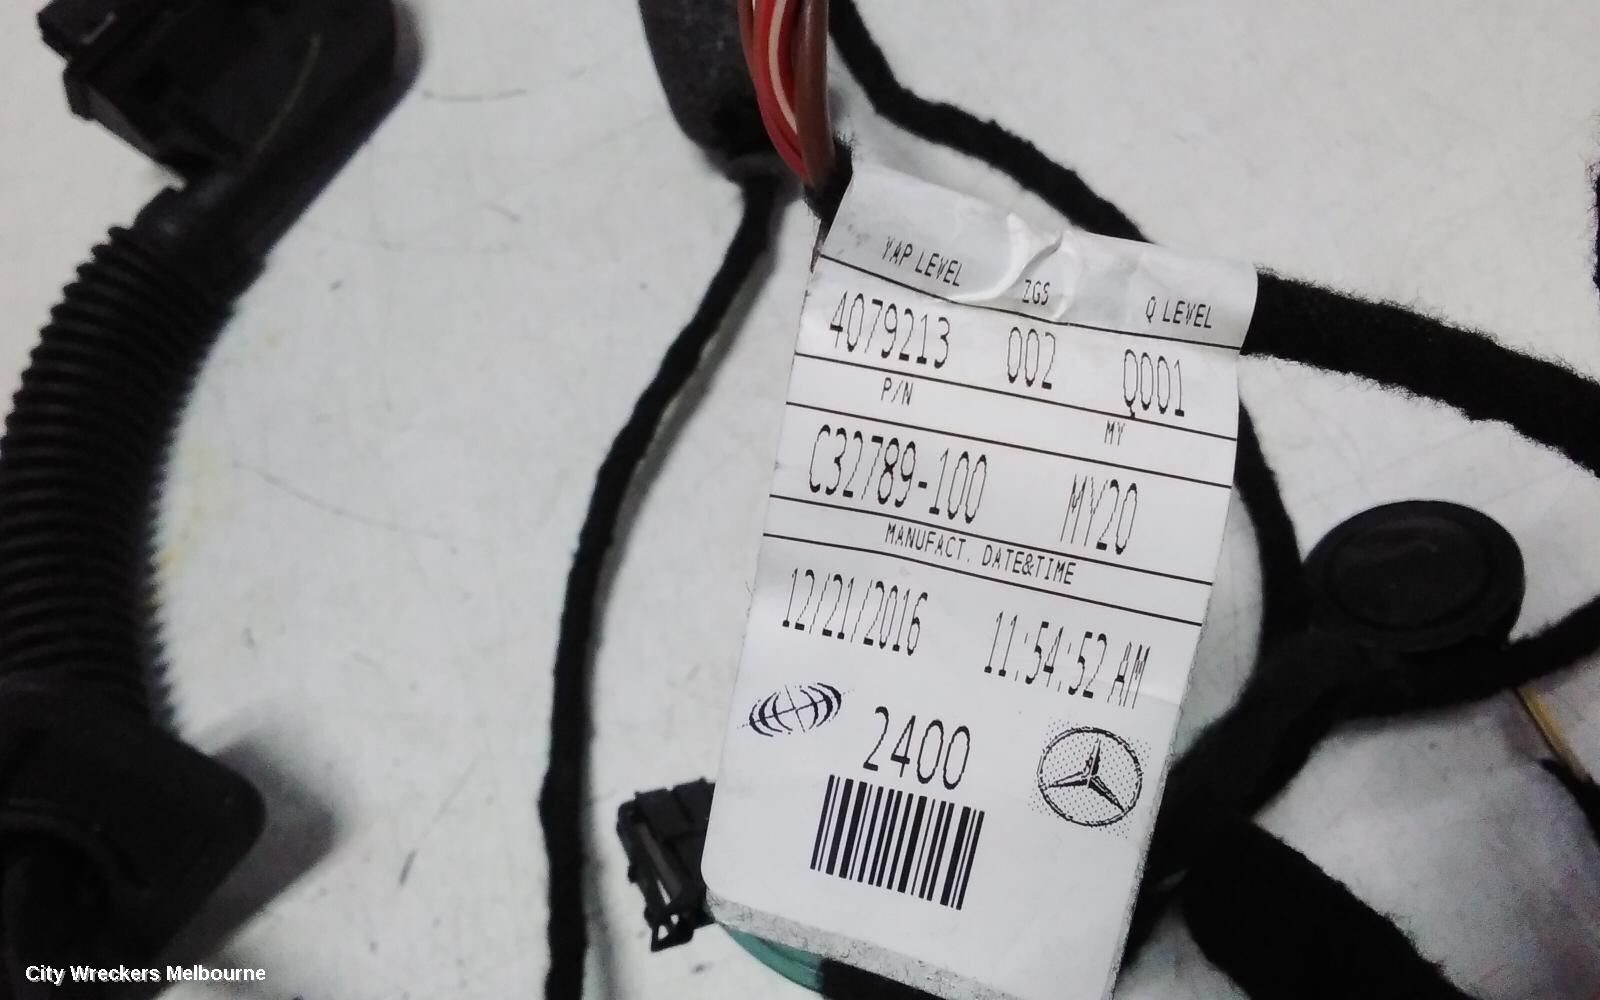 YAP LEVEL ZGS Q LEVEL
4079213 002 Q001
P/N MY
C32789-100 MY20
MANUFACT. DATE&TIME
12/21/2016 11:54:52 AM
2400
City Wreckers Melbourne